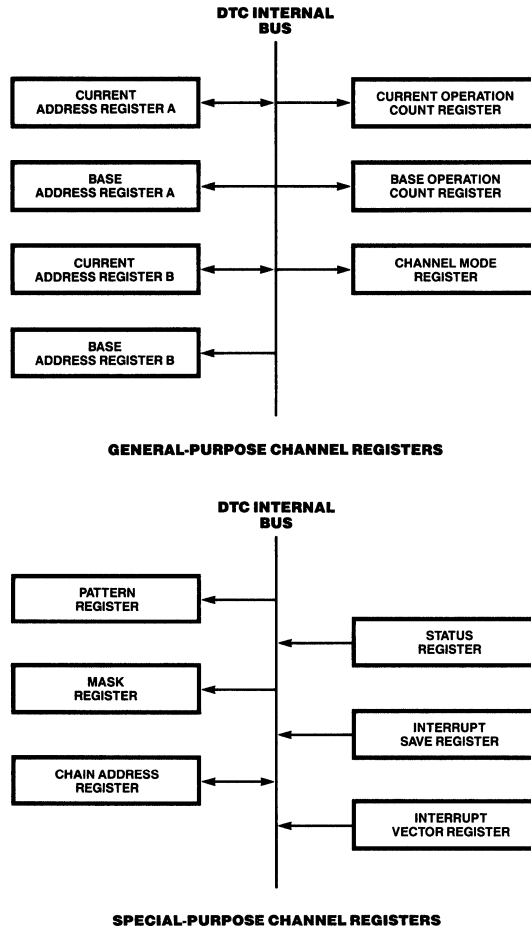 DTC INTERNAL
BUS
CURRENT
ADDRESS REGISTER A
CURRENT OPERATION
COUNT REGISTER
BASE
ADDRESS REGISTER A
BASE OPERATION
COUNT REGISTER
CURRENT
ADDRESS REGISTER B
CHANNEL MODE
REGISTER
BASE
ADDRESS REGISTER B
GENERAL-PURPOSE CHANNEL REGISTERS
DTC INTERNAL
BUS
PATTERN
REGISTER
STATUS
REGISTER
MASK
REGISTER
INTERRUPT
SAVE REGISTER
CHAIN ADDRESS
REGISTER
INTERRUPT
VECTOR REGISTER
SPECIAL-PURPOSE CHANNEL REGISTERS